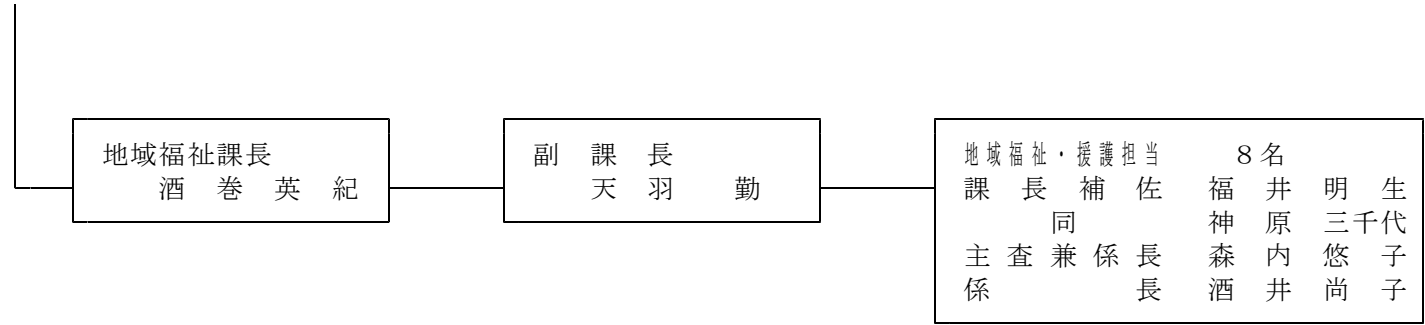 地域福祉課長
酒巻英紀
副課長
天羽勤
地域福祉・援護担当 8名
課長補佐 福井明生
同 神原三千代
主査兼係長 森内悠子
係長 酒井尚子